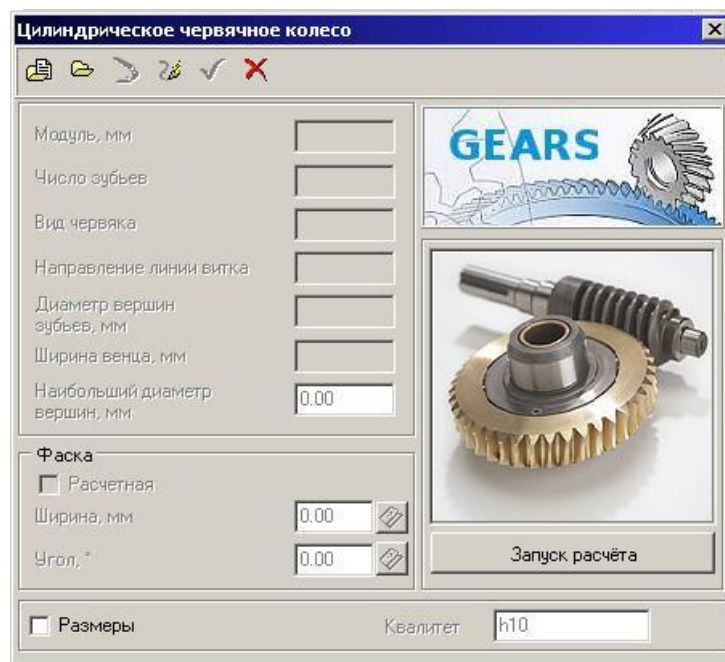 Цилиндрическое червячное колесо
GEARS
Модуль, мм
Число зубьев
Вид червяка
Направление линии витка
Диаметр вершин
зубьев, мм
Ширина венца, мм
Наибольший диаметр
вершин, мм
0.00
Фаска
Расчетная
Ширина, мм
0.00
Угол, °
0.00
Запуск расчёта
Размеры
Квалитет
h10